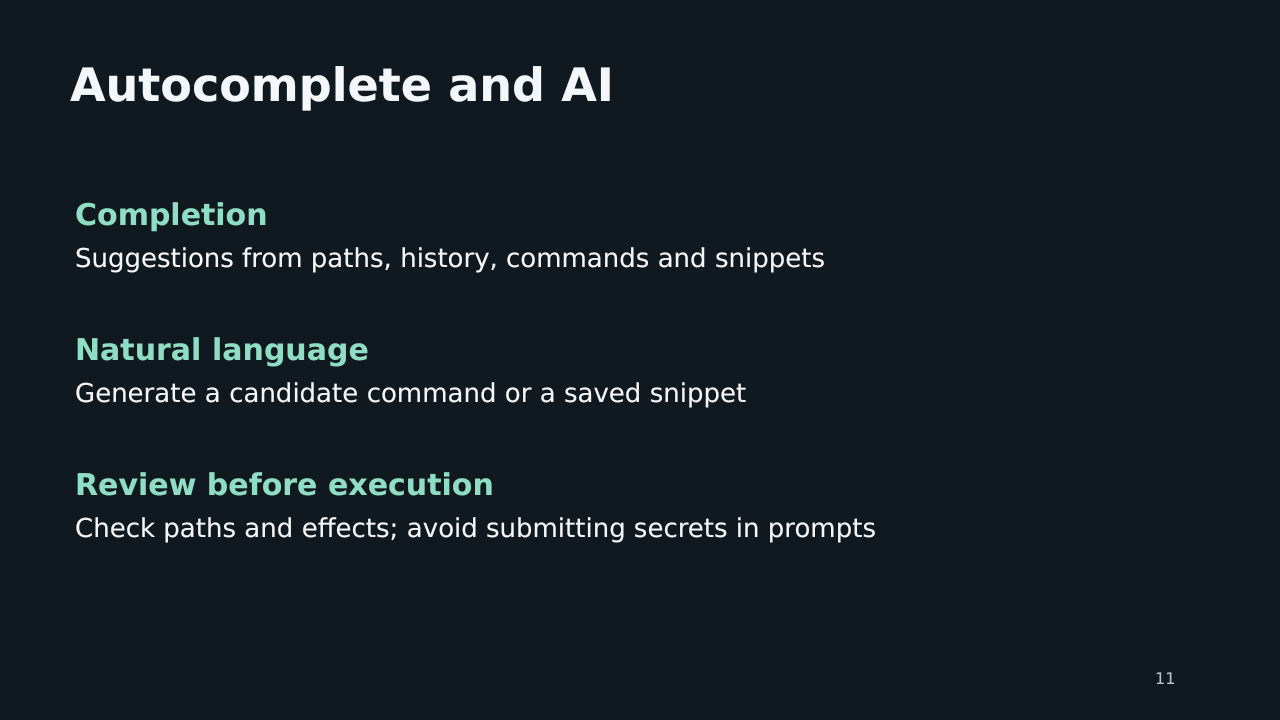 Autocomplete and AI
Completion
Suggestions from paths, history, commands and snippets
Natural language
Generate a candidate command or a saved snippet
Review before execution
Check paths and effects; avoid submitting secrets in prompts
11